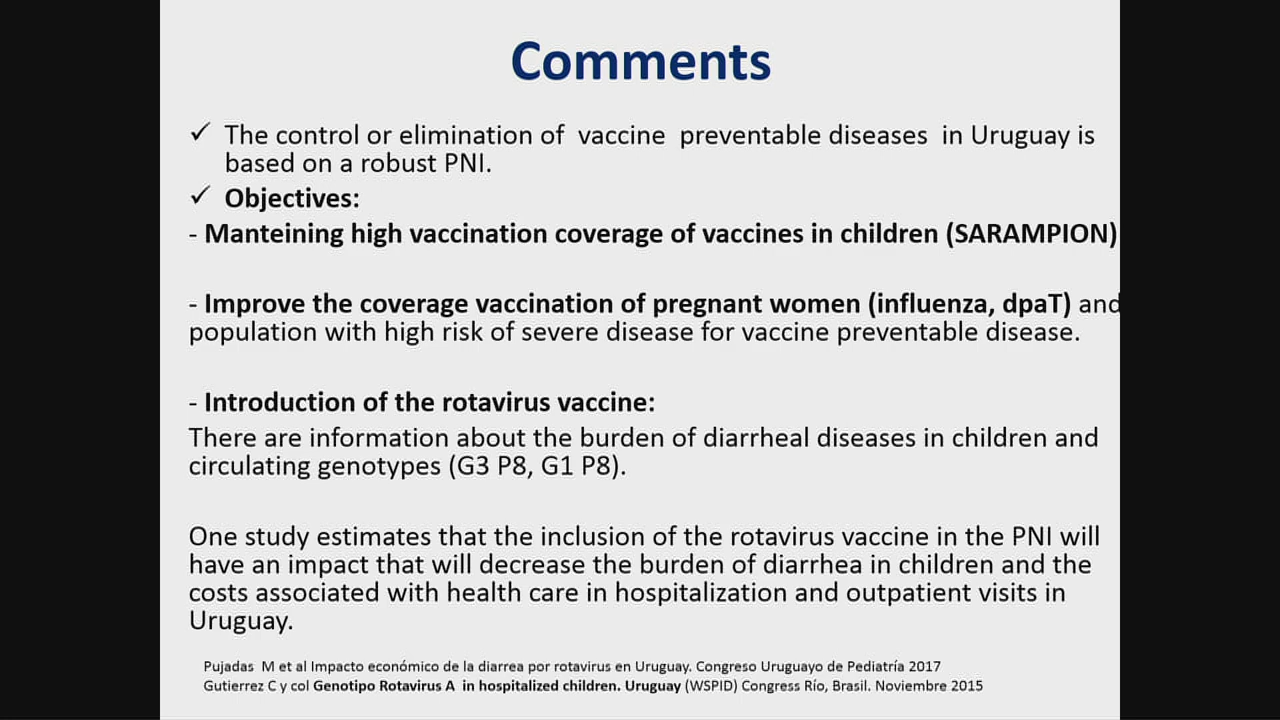 Comments
✓ The control or elimination of vaccine preventable diseases in Uruguay is
based on a robust PNI.
✓ Objectives:
- Manteining high vaccination coverage of vaccines in children (SARAMPION)
- Improve the coverage vaccination of pregnant women (influenza, dpaT) and
population with high risk of severe disease for vaccine preventable disease.
- Introduction of the rotavirus vaccine:
There are information about the burden of diarrheal diseases in children and
circulating genotypes (G3 P8, G1 P8).
One study estimates that the inclusion of the rotavirus vaccine in the PNI will
have an impact that will decrease the burden of diarrhea in children and the
costs associated with health care in hospitalization and outpatient visits in
Uruguay.
Pujadas M et al Impacto económico de la diarrea por rotavirus en Uruguay. Congreso Uruguayo de Pediatría 2017
Gutierrez C y col Genotipo Rotavirus A in hospitalized children. Uruguay (WSPID) Congress Río, Brasil. Noviembre 2015